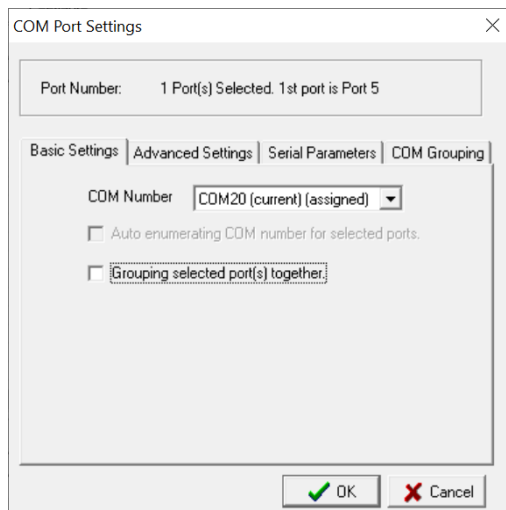 COM Port Settings
Port Number: 1 Port(s) Selected. 1st port is Port 5
Basic Settings Advanced Settings Serial Parameters COM Grouping
COM Number COM20 (current) (assigned)
Auto enumerating COM number for selected ports.
Grouping selected port(s) together.
OK Cancel